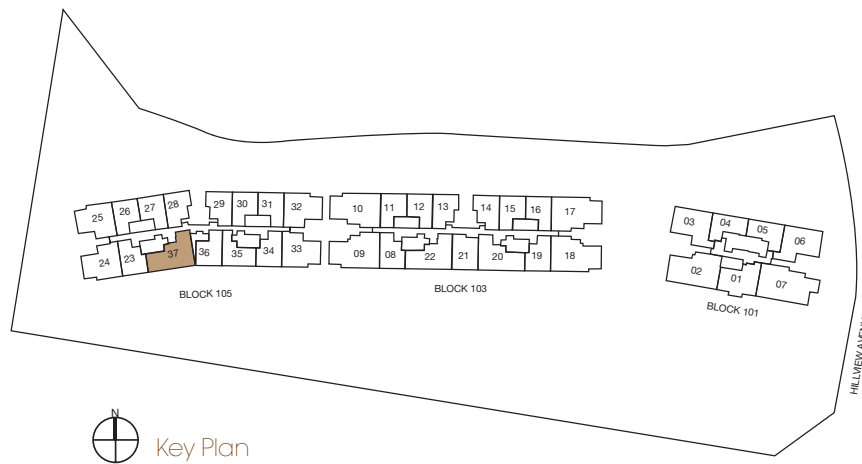 25 26 27 28 29 30 31 32 10 11 12 13 14 15 16 17
24 23 37 36 35 34 33 09 08 22 21 20 19 18
03 04 05 06
02 01 07
BLOCK 105
BLOCK 103
BLOCK 101
HILLVIEW
N
Key Plan